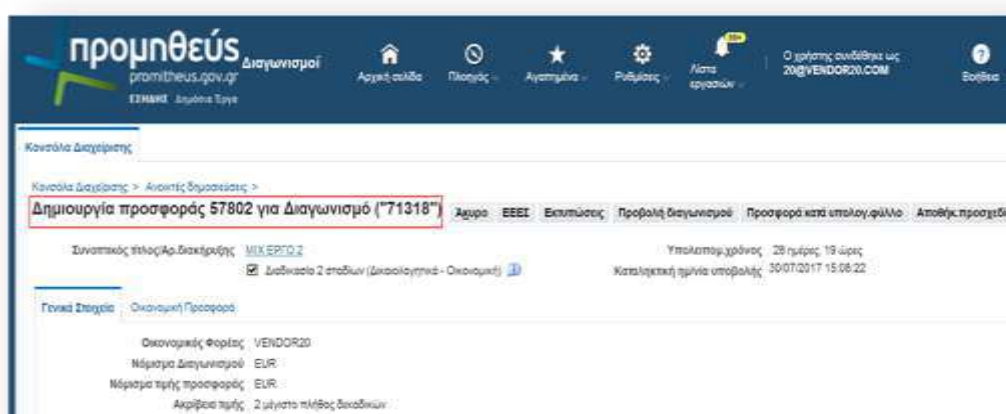 προμηθεύς Διαγωνισμοί
promitheus.gov.gr
ΕΣΗΔΗΣ Δημόσια Έργα
Αρχική σελίδα
Πλοηγός
Αγαπημένα
Ρυθμίσεις
Λίστα εργασιών
Ο χρήστης συνδέθηκε ως
20@VENDOR20.COM
Βοήθεια
Κονσόλα Διαχείρισης
Κονσόλα Διαχείρισης > Ανοικτές δημοσιεύσεις >
Δημιουργία προσφοράς 57802 για Διαγωνισμό ("71318") Άκυρο ΕΕΕΣ Εκτυπώσεις Προβολή διαγωνισμού Προσφορά κατά υπολογ.φύλλο Αποθήκ.προσχεδ
Συνοπτικός τίτλος/Αρ.διακήρυξης MIX ΕΡΓΟ 2
Υπολειπομ.χρόνος 28 ημέρες, 19 ώρες
Διαδικασία 2 σταδίων (Δικαιολογητικά - Οικονομική)
Καταληκτική ημ/νία υποβολής 30/07/2017 15:08:22
Γενικά Στοιχεία Οικονομική Προσφορά
Οικονομικός Φορέας VENDOR20
Νόμισμα Διαγωνισμού EUR
Νόμισμα τιμής προσφοράς EUR
Ακρίβεια τιμής 2 μέγιστο πλήθος δεκαδικών